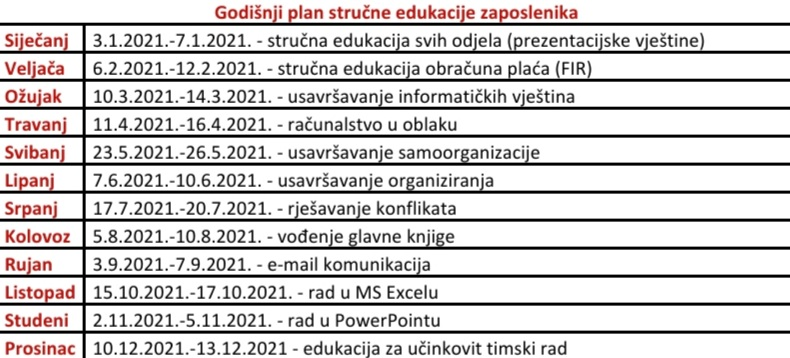 Godišnji plan stručne edukacije zaposlenika
Siječanj 3.1.2021.-7.1.2021. - stručna edukacija svih odjela (prezentacijske vještine)
Veljača 6.2.2021.-12.2.2021. - stručna edukacija obračuna plaća (FIR)
Ožujak 10.3.2021.-14.3.2021. - usavršavanje informatičkih vještina
Travanj 11.4.2021.-16.4.2021. - računalstvo u oblaku
Svibanj 23.5.2021.-26.5.2021. - usavršavanje samoorganizacije
Lipanj 7.6.2021.-10.6.2021. - usavršavanje organiziranja
Srpanj 17.7.2021.-20.7.2021. - rješavanje konflikata
Kolovoz 5.8.2021.-10.8.2021. - vođenje glavne knjige
Rujan 3.9.2021.-7.9.2021. - e-mail komunikacija
Listopad 15.10.2021.-17.10.2021. - rad u MS Excelu
Studeni 2.11.2021.-5.11.2021. - rad u PowerPointu
Prosinac 10.12.2021.-13.12.2021 - edukacija za učinkovit timski rad